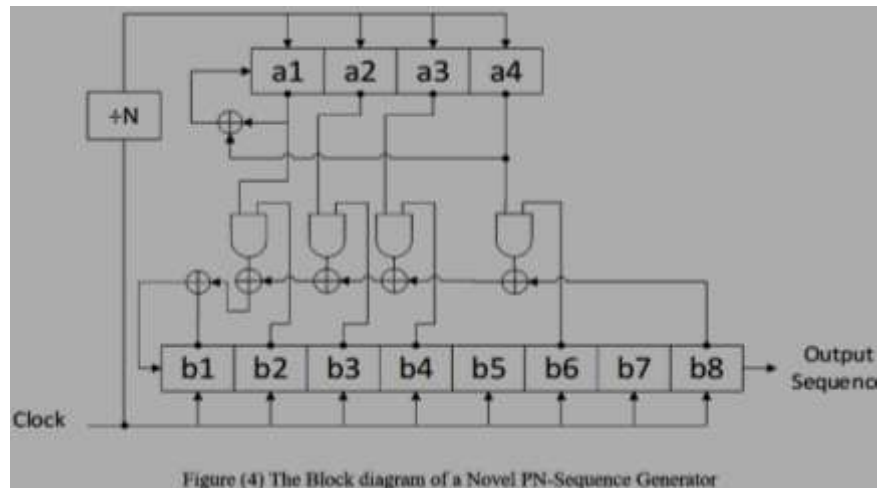 a1 a2 a3 a4
÷N
b1 b2 b3 b4 b5 b6 b7 b8
Output
Sequenc
Clock
Figure (4) The Block diagram of a Novel PN-Sequence Generator